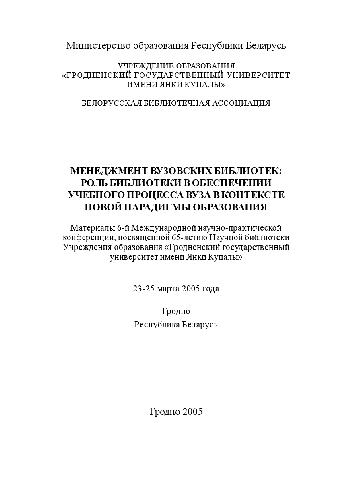 Министерство образования Республики Беларусь
УЧРЕЖДЕНИЕ ОБРАЗОВАНИЯ
«ГРОДНЕНСКИЙ ГОСУДАРСТВЕННЫЙ УНИВЕРСИТЕТ
ИМЕНИ ЯНКИ КУПАЛЫ»
БЕЛОРУССКАЯ БИБЛИОТЕЧНАЯ АССОЦИАЦИЯ
МЕНЕДЖМЕНТ ВУЗОВСКИХ БИБЛИОТЕК:
РОЛЬ БИБЛИОТЕКИ В ОБЕСПЕЧЕНИИ
УЧЕБНОГО ПРОЦЕССА ВУЗА В КОНТЕКСТЕ
НОВОЙ ПАРАДИГМЫ ОБРАЗОВАНИЯ
Материалы 6-й Международной научно-практической
конференции, посвященной 65-летию Научной библиотеки
Учреждения образования «Гродненский государственный
университет имени Янки Купалы»
23-25 марта 2005 года
Гродно
Республика Беларусь
Гродно 2005